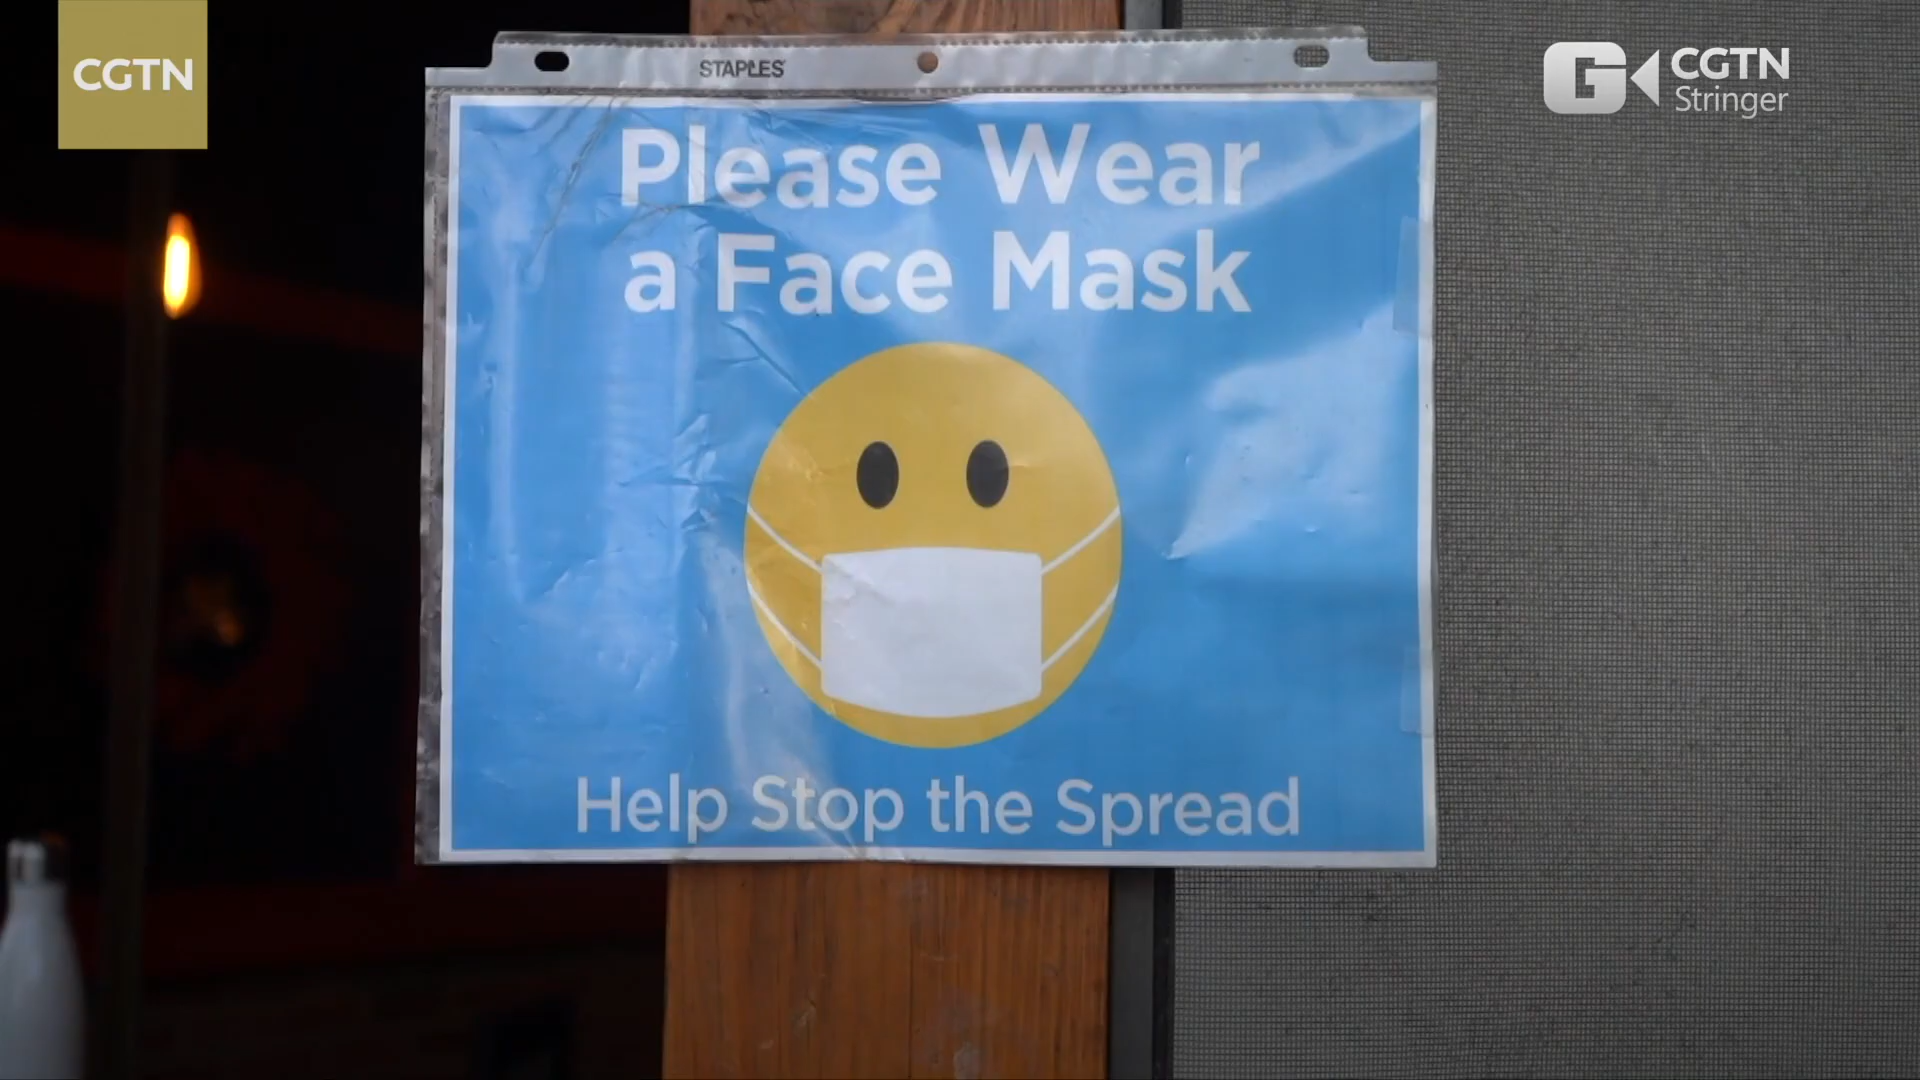 CGTN
CGTN
Stringer
STAPLES
Please Wear
a Face Mask
Help Stop the Spread